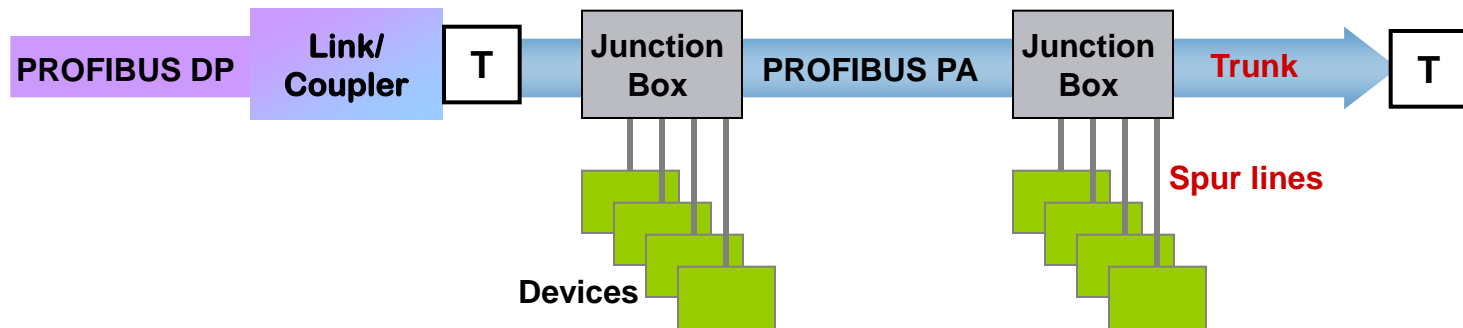 PROFIBUS DP
Link/
Coupler
T
Junction
Box
PROFIBUS PA
Junction
Box
Trunk
T
Spur lines
Devices